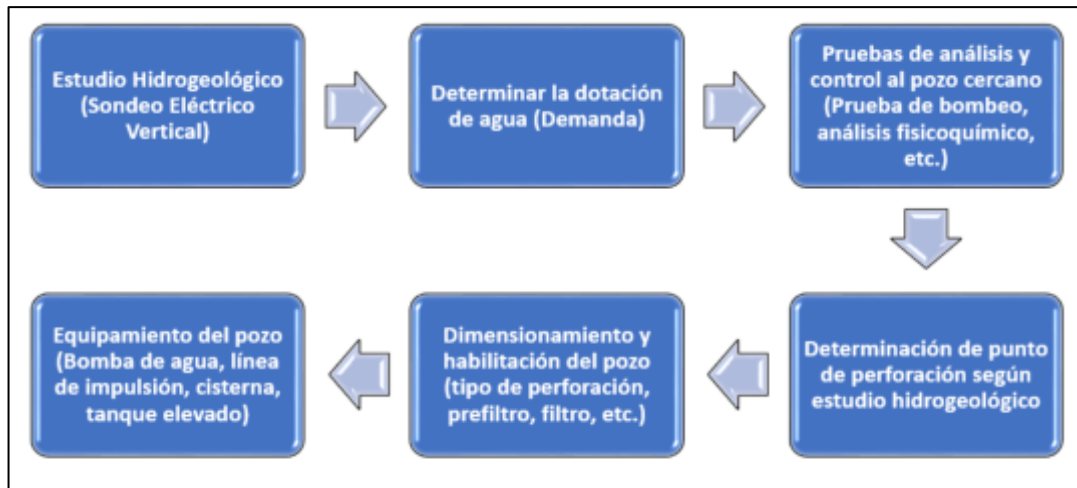 Estudio Hidrogeológico
(Sondeo Eléctrico
Vertical)
Determinar la dotación
de agua (Demanda)
Pruebas de análisis y
control al pozo cercano
(Prueba de bombeo,
análisis fisicoquímico,
etc.)
Determinación de punto
de perforación según
estudio hidrogeológico
Dimensionamiento y
habilitación del pozo
(tipo de perforación,
prefiltro, filtro, etc.)
Equipamiento del pozo
(Bomba de agua, línea
de impulsión, cisterna,
tanque elevado)